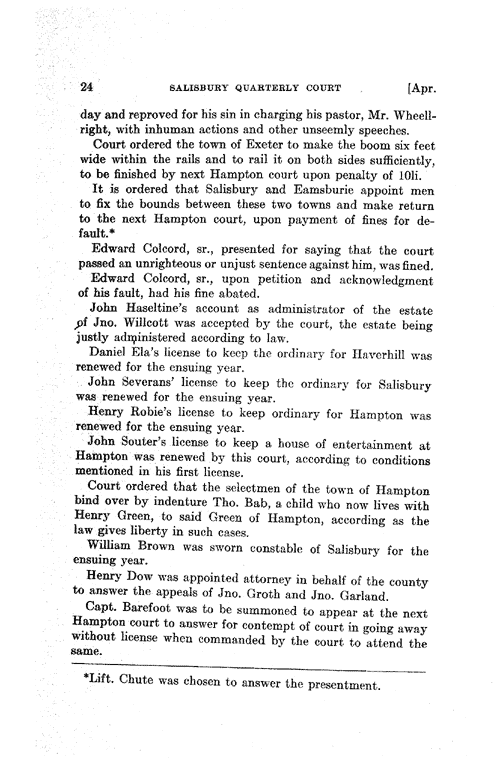 24 SALISBURY QUARTERLY COURT [Apr.
day and reproved for his sin in charging his pastor, Mr. Wheell-
right, with inhuman actions and other unseemly speeches.
Court ordered the town of Exeter to make the boom six feet
wide within the rails and to rail it on both sides sufficiently,
to be finished by next Hampton court upon penalty of 10li.
It is ordered that Salisbury and Eamsburie appoint men
to fix the bounds between these two towns and make return
to the next Hampton court, upon payment of fines for de-
fault.*
Edward Colcord, sr., presented for saying that the court
passed an unrighteous or unjust sentence against him, was fined.
Edward Colcord, sr., upon petition and acknowledgment
of his fault, had his fine abated.
John Haseltine's account as administrator of the estate
of Jno. Willcott was accepted by the court, the estate being
justly administered according to law.
Daniel Ela's license to keep the ordinary for Haverhill was
renewed for the ensuing year.
John Severans' license to keep the ordinary for Salisbury
was renewed for the ensuing year.
Henry Robie's license to keep ordinary for Hampton was
renewed for the ensuing year.
John Souter's license to keep a house of entertainment at
Hampton was renewed by this court, according to conditions
mentioned in his first license.
Court ordered that the selectmen of the town of Hampton
bind over by indenture Tho. Bab, a child who now lives with
Henry Green, to said Green of Hampton, according as the
law gives liberty in such cases.
William Brown was sworn constable of Salisbury for the
ensuing year.
Henry Dow was appointed attorney in behalf of the county
to answer the appeals of Jno. Groth and Jno. Garland.
Capt. Barefoot was to be summoned to appear at the next
Hampton court to answer for contempt of court in going away
without license when commanded by the court to attend the
same.
*Lift. Chute was chosen to answer the presentment.